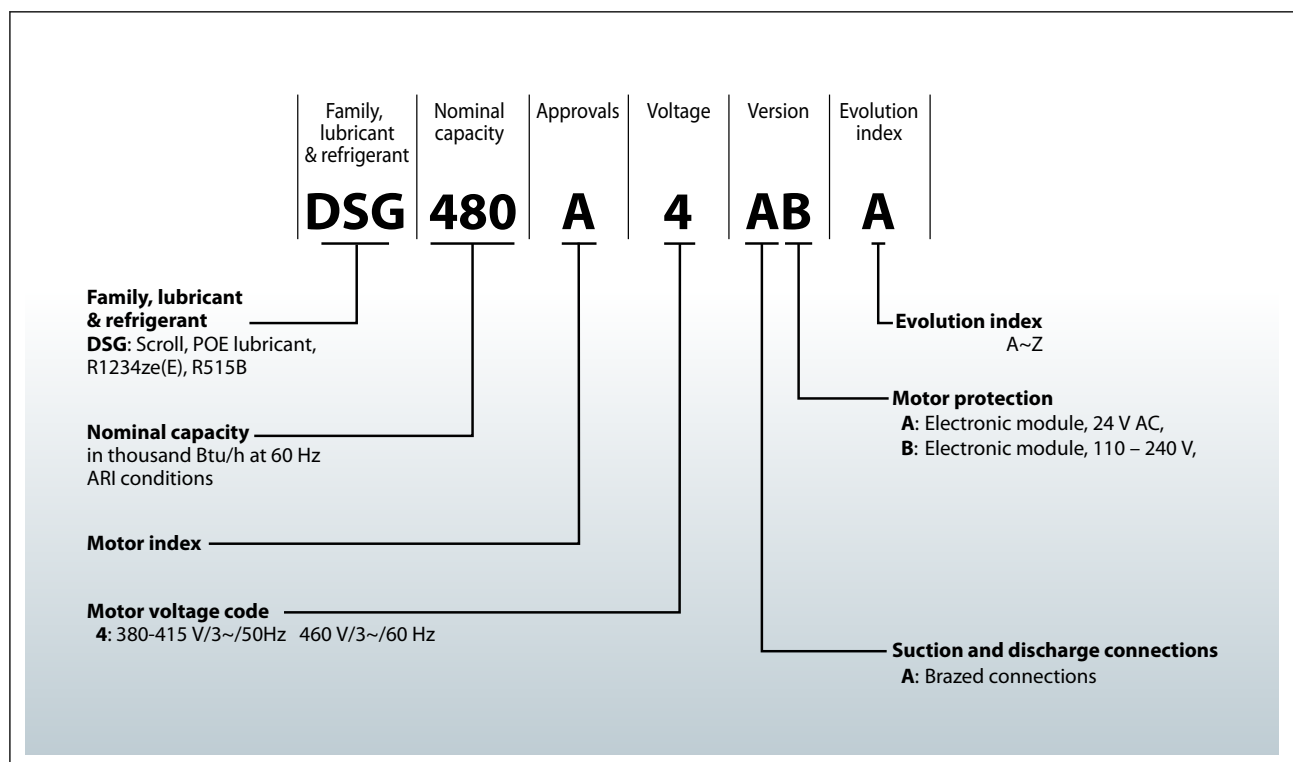 Family,
lubricant
& refrigerant
Nominal
capacity
Approvals
Voltage
Version
Evolution
index
DSG 480 A 4 AB A
Family, lubricant
& refrigerant
DSG: Scroll, POE lubricant,
R1234ze(E), R515B
Nominal capacity
in thousand Btu/h at 60 Hz
ARI conditions
Motor index
Motor voltage code
4: 380-415 V/3~/50Hz 460 V/3~/60 Hz
Evolution index
A~Z
Motor protection
A: Electronic module, 24 V AC,
B: Electronic module, 110 – 240 V,
Suction and discharge connections
A: Brazed connections